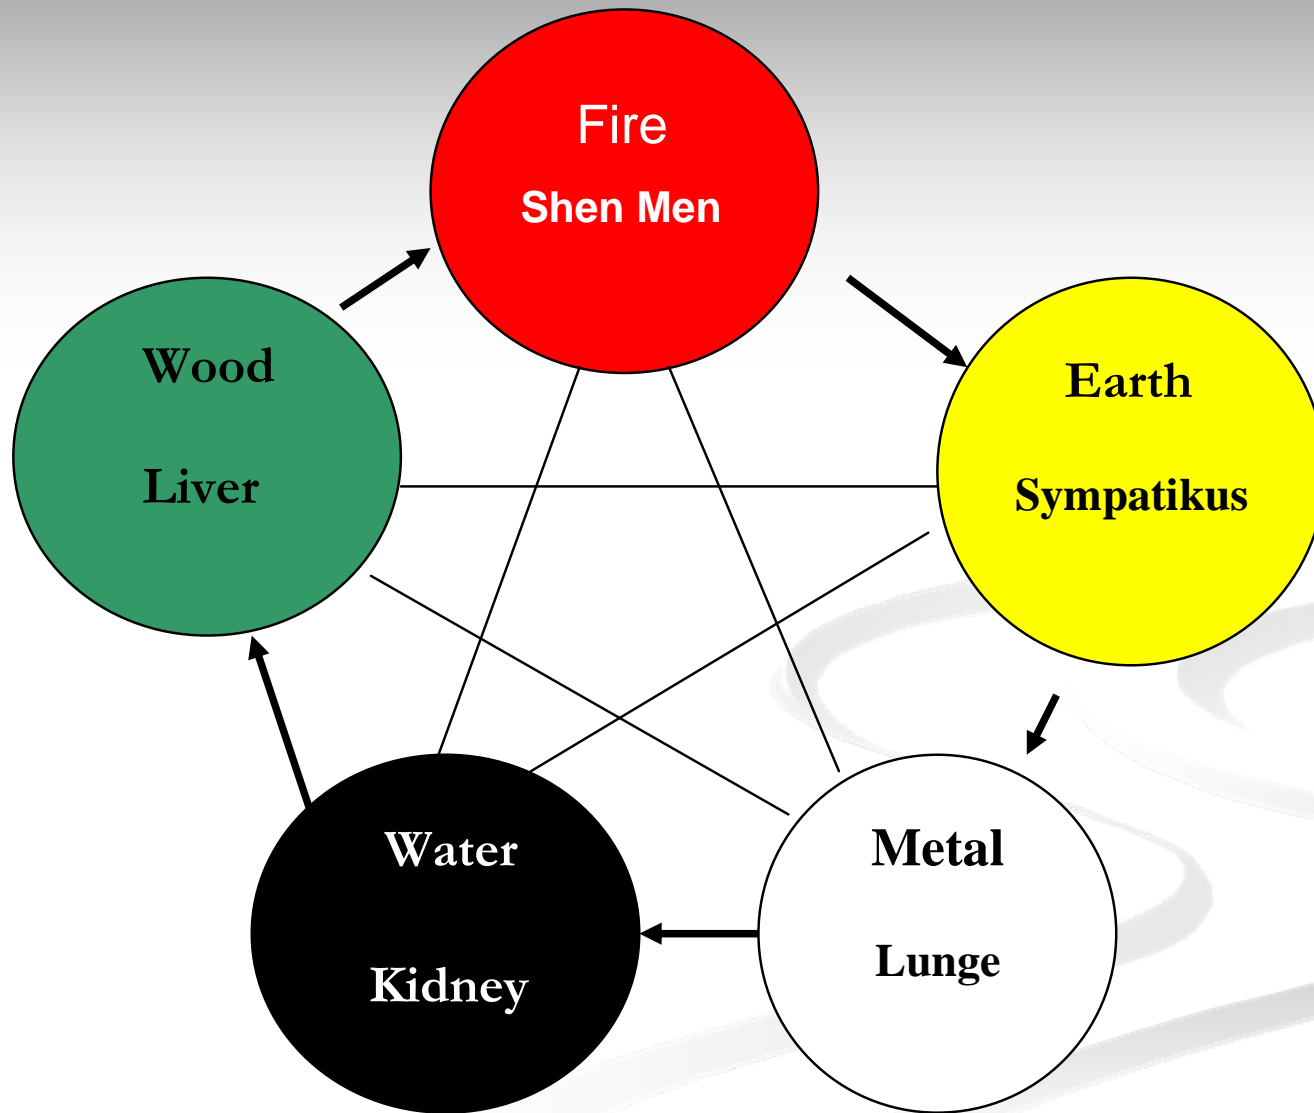 Fire
Shen Men
Wood
Liver
Earth
Sympatikus
Water
Kidney
Metal
Lunge